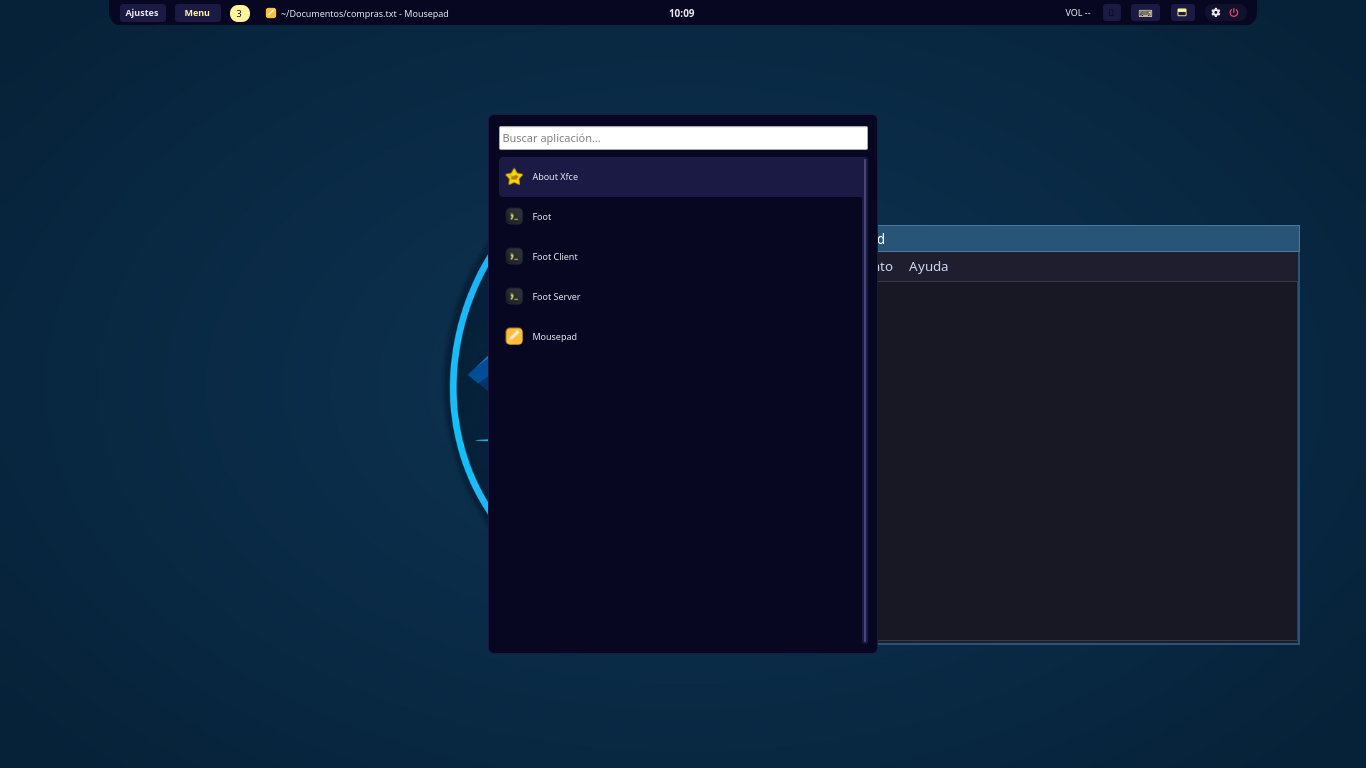 Ajustes Menu 3 ~/Documentos/compras.txt - Mousepad 10:09 VOL --
Buscar aplicación...
About Xfce
Foot
Foot Client
Foot Server
Mousepad
d
nto Ayuda